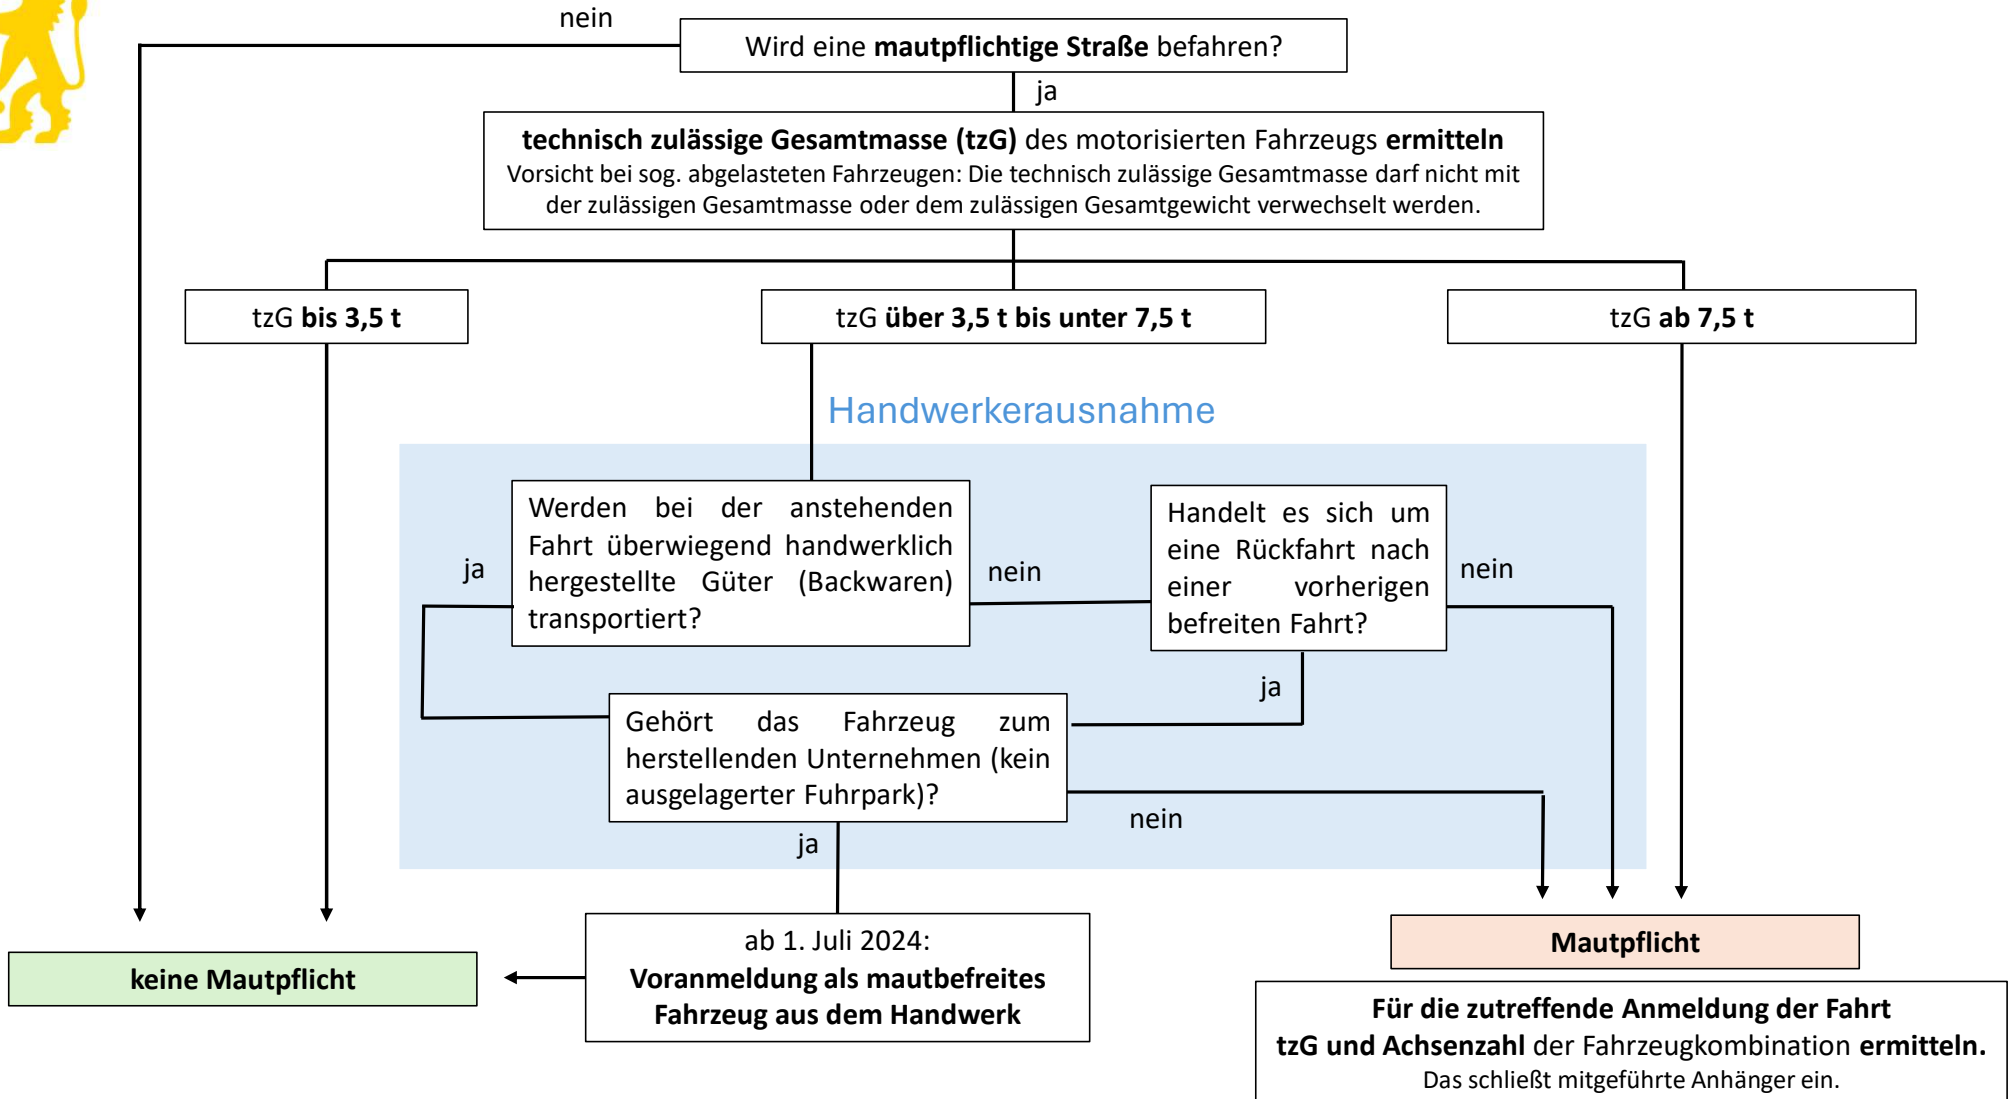 nein
Wird eine mautpflichtige Straße befahren?
ja
technisch zulässige Gesamtmasse (tzG) des motorisierten Fahrzeugs ermitteln
Vorsicht bei sog. abgelasteten Fahrzeugen: Die technisch zulässige Gesamtmasse darf nicht mit
der zulässigen Gesamtmasse oder dem zulässigen Gesamtgewicht verwechselt werden.
tzG bis 3,5 t
tzG über 3,5 t bis unter 7,5 t
tzG ab 7,5 t
Handwerkerausnahme
ja
Werden bei der anstehenden
Fahrt überwiegend handwerklich
hergestellte Güter (Backwaren)
transportiert?
nein
Handelt es sich um
eine Rückfahrt nach
einer vorherigen
befreiten Fahrt?
nein
ja
Gehört das Fahrzeug zum
herstellenden Unternehmen (kein
ausgelagerter Fuhrpark)?
nein
ja
keine Mautpflicht
ab 1. Juli 2024:
Voranmeldung als mautbefreites
Fahrzeug aus dem Handwerk
Mautpflicht
Für die zutreffende Anmeldung der Fahrt
tzG und Achsenzahl der Fahrzeugkombination ermitteln.
Das schließt mitgeführte Anhänger ein.